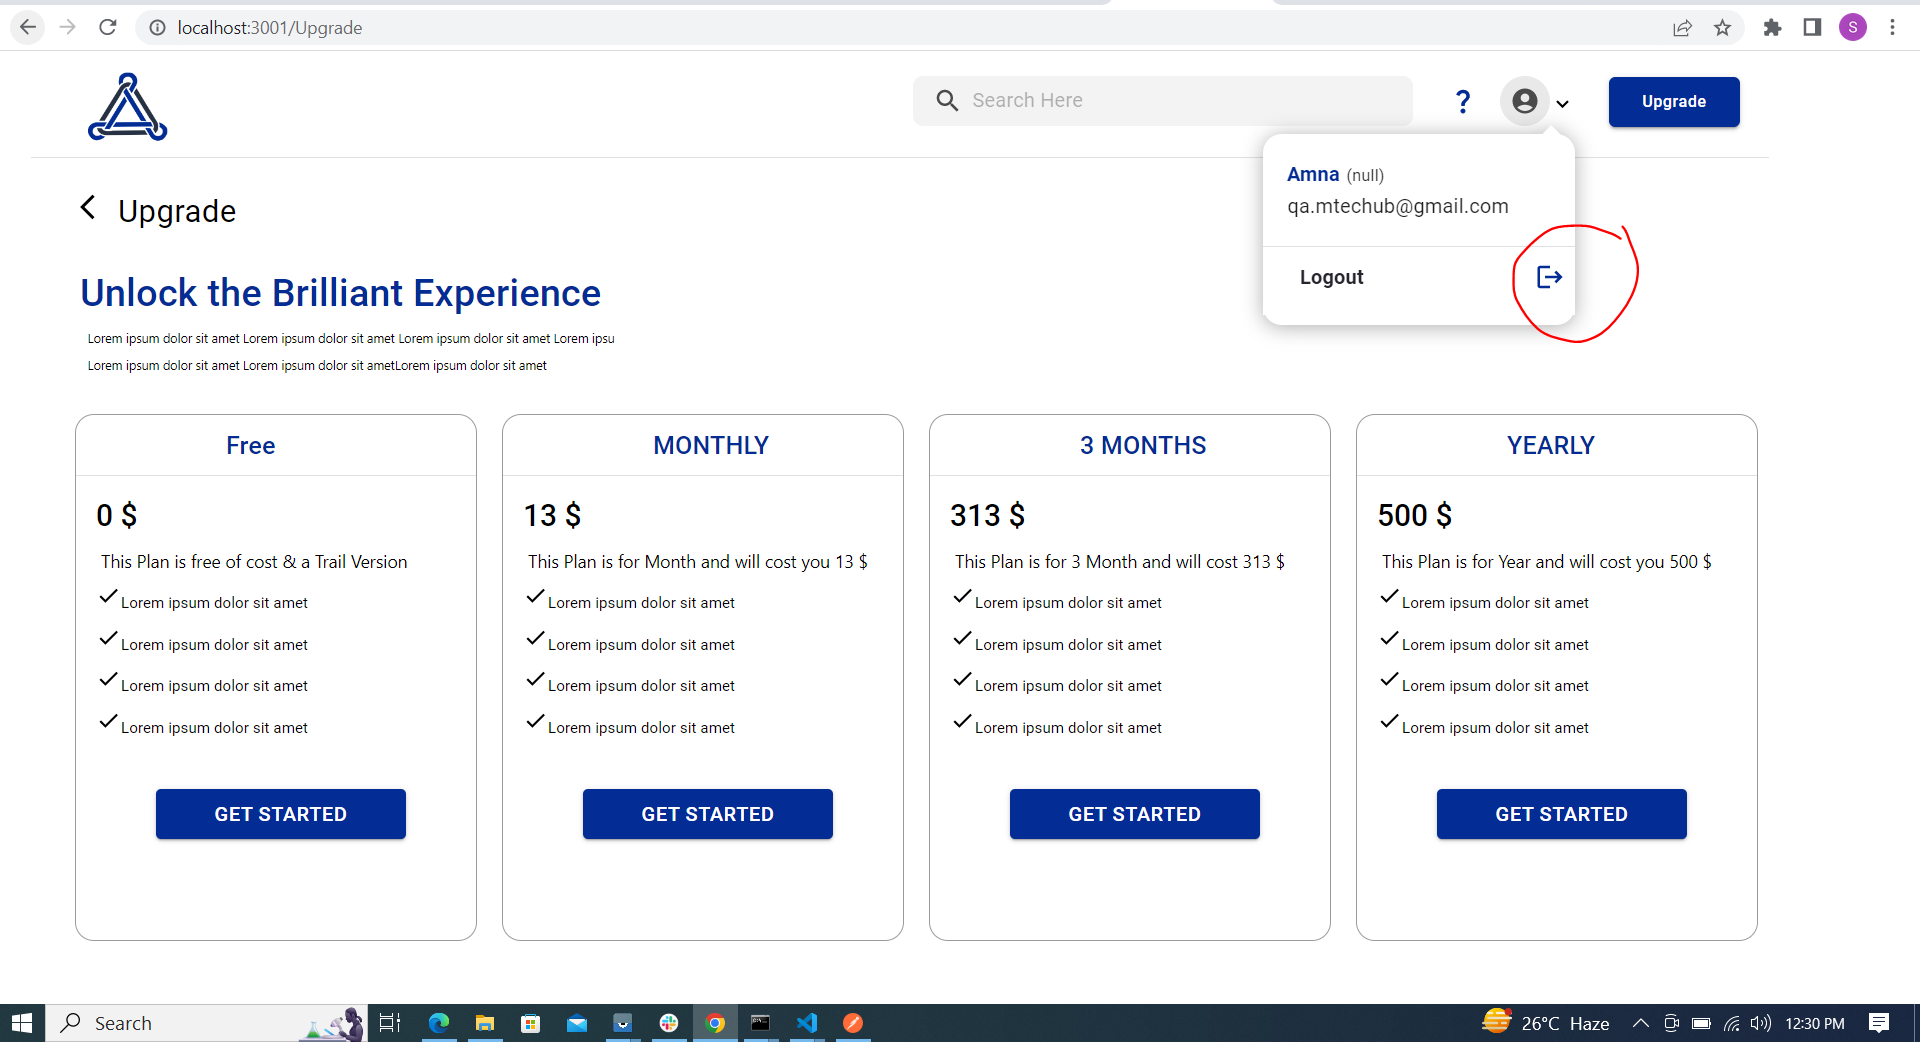 localhost:3001/Upgrade
S
Search Here
?
Upgrade
Amna (null)
qa.mtechub@gmail.com
Logout
Upgrade
Unlock the Brilliant Experience
Lorem ipsum dolor sit amet Lorem ipsum dolor sit amet Lorem ipsum dolor sit amet Lorem ipsu
Lorem ipsum dolor sit amet Lorem ipsum dolor sit ametLorem ipsum dolor sit amet
Free
0 $
This Plan is free of cost & a Trail Version
Lorem ipsum dolor sit amet
Lorem ipsum dolor sit amet
Lorem ipsum dolor sit amet
Lorem ipsum dolor sit amet
GET STARTED
MONTHLY
13 $
This Plan is for Month and will cost you 13 $
Lorem ipsum dolor sit amet
Lorem ipsum dolor sit amet
Lorem ipsum dolor sit amet
Lorem ipsum dolor sit amet
GET STARTED
3 MONTHS
313 $
This Plan is for 3 Month and will cost 313 $
Lorem ipsum dolor sit amet
Lorem ipsum dolor sit amet
Lorem ipsum dolor sit amet
Lorem ipsum dolor sit amet
GET STARTED
YEARLY
500 $
This Plan is for Year and will cost you 500 $
Lorem ipsum dolor sit amet
Lorem ipsum dolor sit amet
Lorem ipsum dolor sit amet
Lorem ipsum dolor sit amet
GET STARTED
Search
26°C Haze
12:30 PM